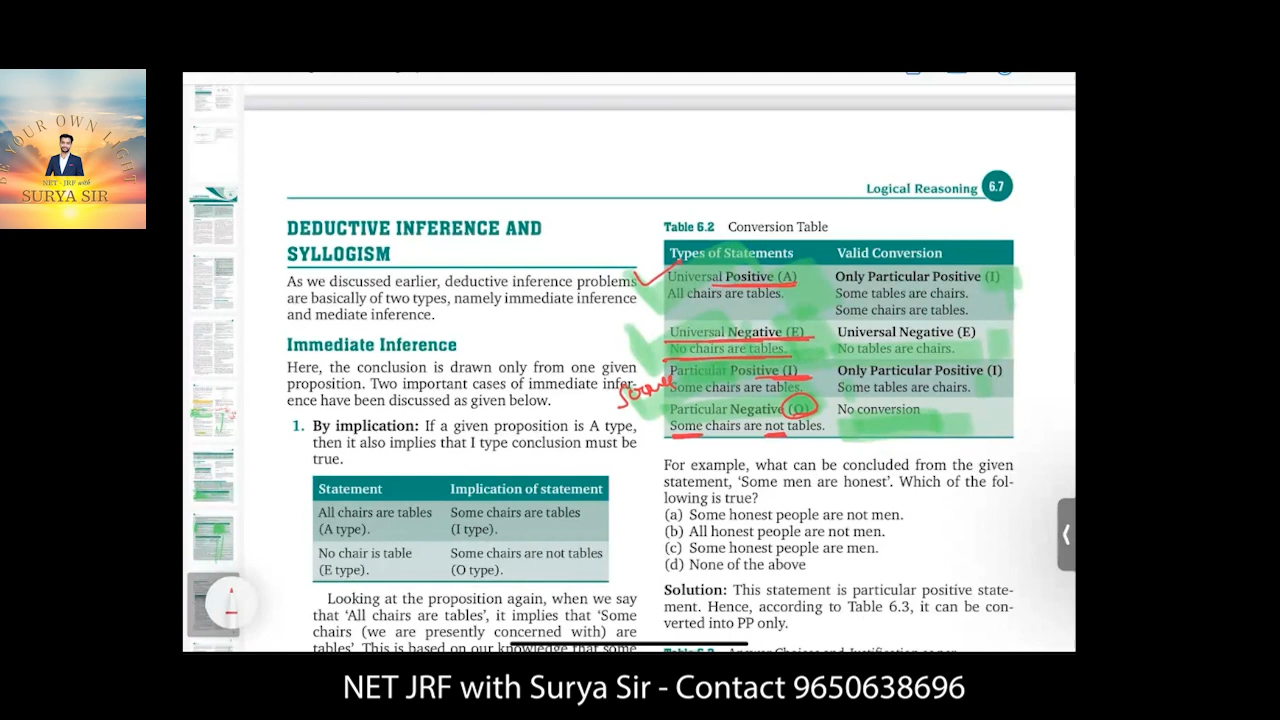 BE YOUR OWN LIGHT
NET - JRF with
SURYA SIR
Logical Reasoning 6.7
DEDUCTIVE INFERENCE AND
SYLLOGISM
As we discussed earlier, deductive inference problems
are basically of two types, namely immediate inference
and mediate inference.
Immediate Inference
Here, the conclusion is drawn only from one given
proposition. Two important cases of immediate infer-
ence have been discussed as given below.
1. By implication: If a given proposition is A type,
then it also implies that I type conclusion must be
true.
Statement Implication of statement
All chairs are tables Some chairs are tables
(A type). (I type).
No chair is table Some chairs are not tables
(E type). (O type).
Looking at the proposition again, when we say
that ‘All chairs are tables’, it implies that ‘Some
chairs (we are presently concerned with) are
tables’. This is based on our knowledge that some
Table 6.2 Conversion Table
Types of Statements Valid Conversion
Universal Positive (A) Only Particular Positive (I)
All chairs are tables. Some tables are chairs.
Some chairs are tables.
Universal Negative (E) Universal Negative (E)
No chairs are tables. No tables are chairs.
Particular Positive (I) Only Particular Positive (I)
Some chairs are tables. Some tables are chairs.
Some
Particular Negative (O) No conversion
Some chairs are not tables.
For example, what can be concluded from the given
statement, ‘Some men are honest’. Which of the fol-
lowing is true?
(a) Some honest people are not men.
(b) All honest people are not men.
(c) Some honest people are men.
(d) None of the above
Solution: This statement is particular positive state-
ment. Hence, according to Table 6.3, it can be con-
verted into PP only.
NET JRF with Surya Sir - Contact 9650638696